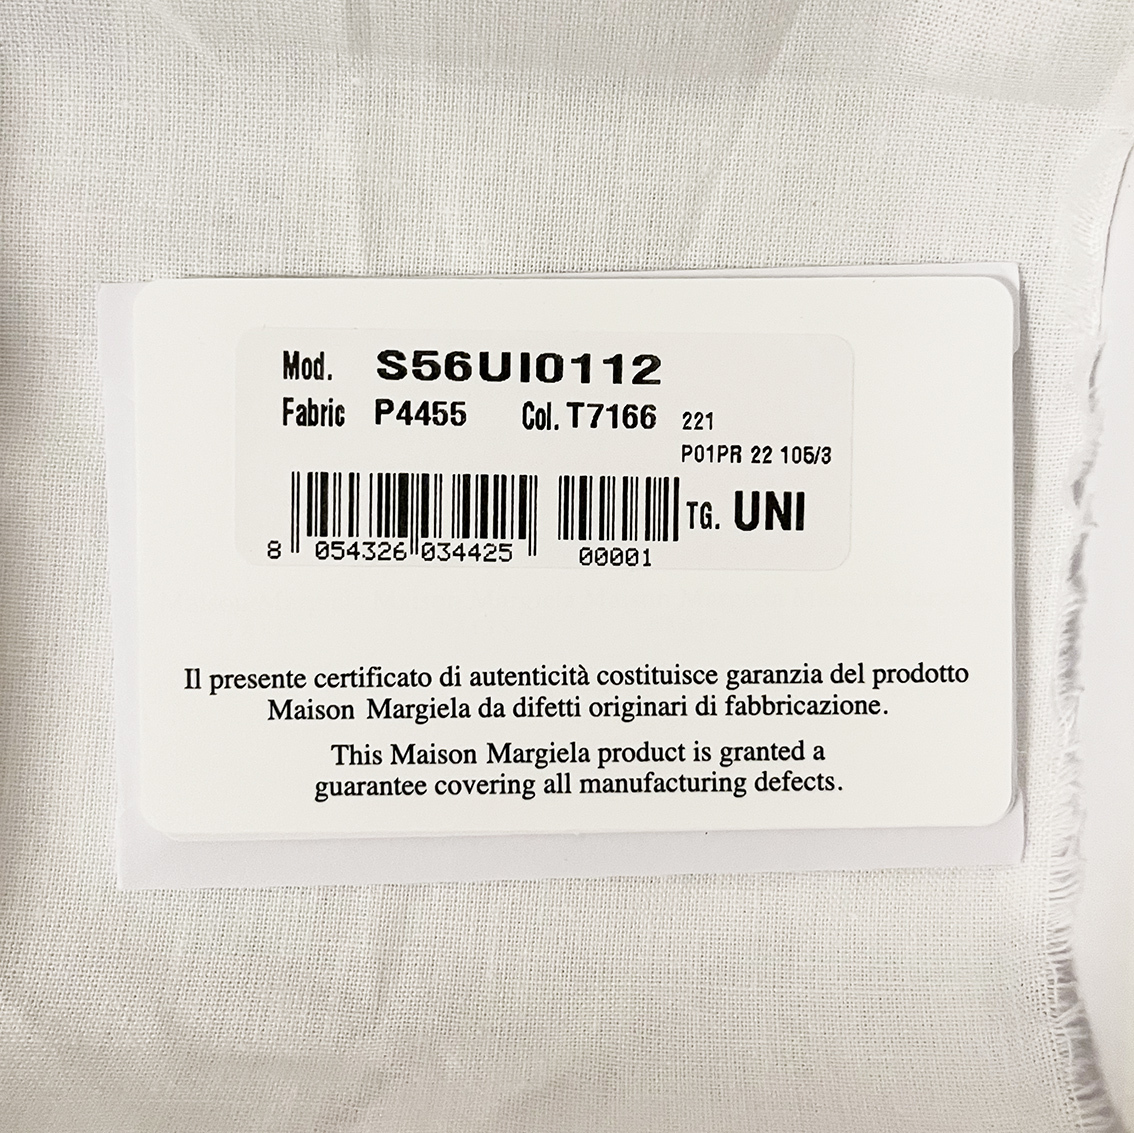 Mod. S56UI0112
Fabric P4455 Col. T7166 221
P01PR 22 105/3
TG. UNI
8 054326 034425 00001
Il presente certificato di autenticità costituisce garanzia del prodotto
Maison Margiela da difetti originari di fabbricazione.
This Maison Margiela product is granted a
guarantee covering all manufacturing defects.